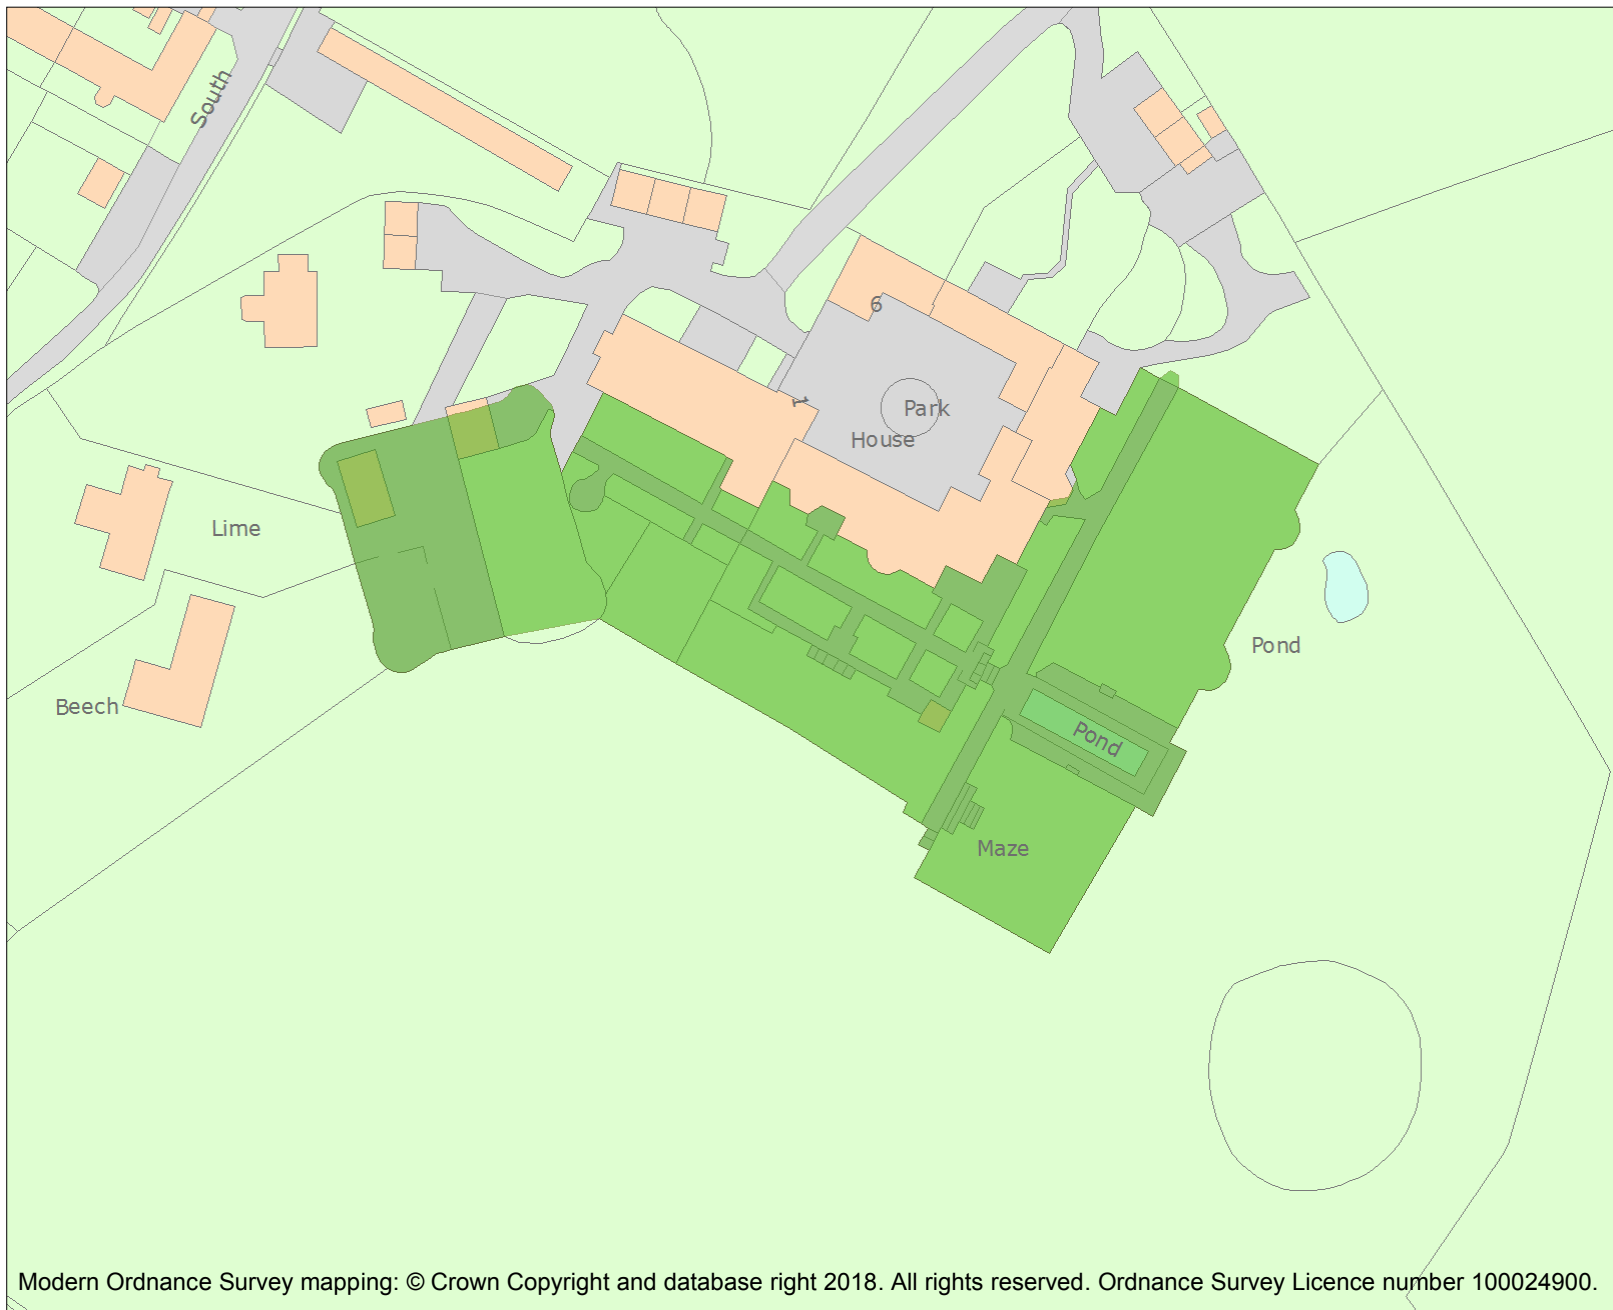 South
6
1
Park
House
Lime
Pond
Beech
Pond
Maze
Modern Ordnance Survey mapping: © Crown Copyright and database right 2018. All rights reserved. Ordnance Survey Licence number 100024900.